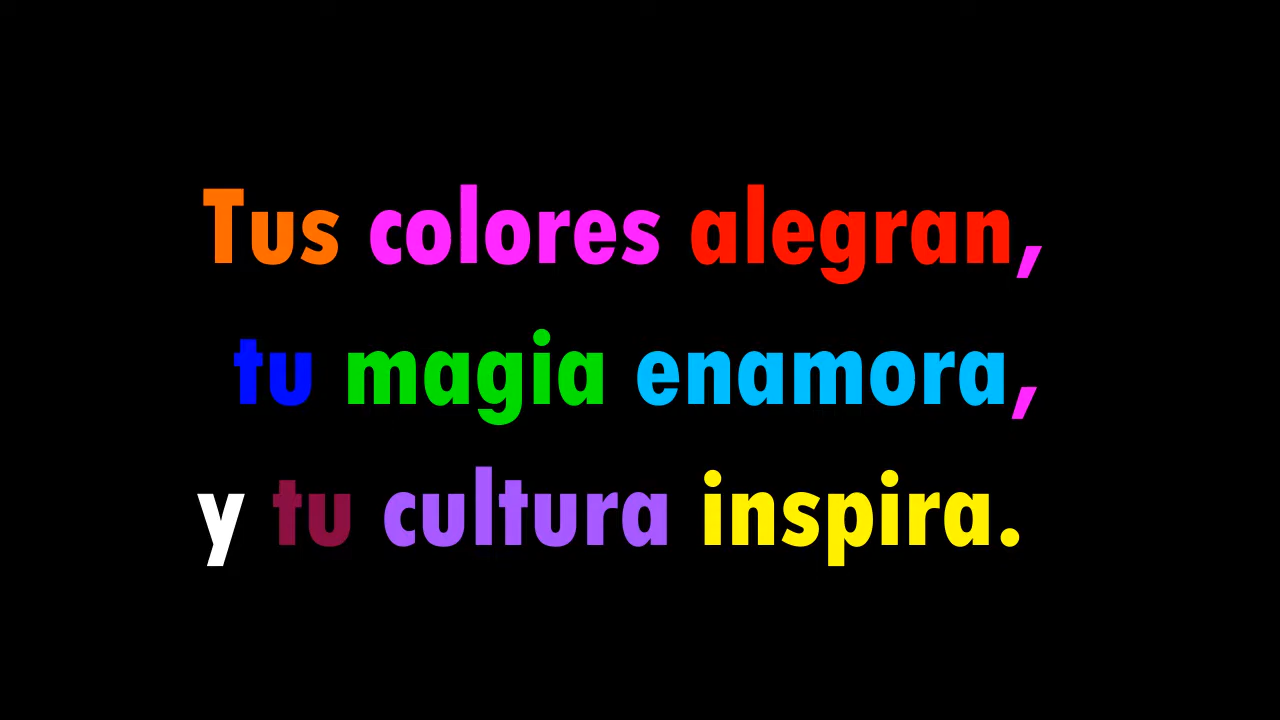 Tus colores alegran,
tu magia enamora,
y tu cultura inspira.